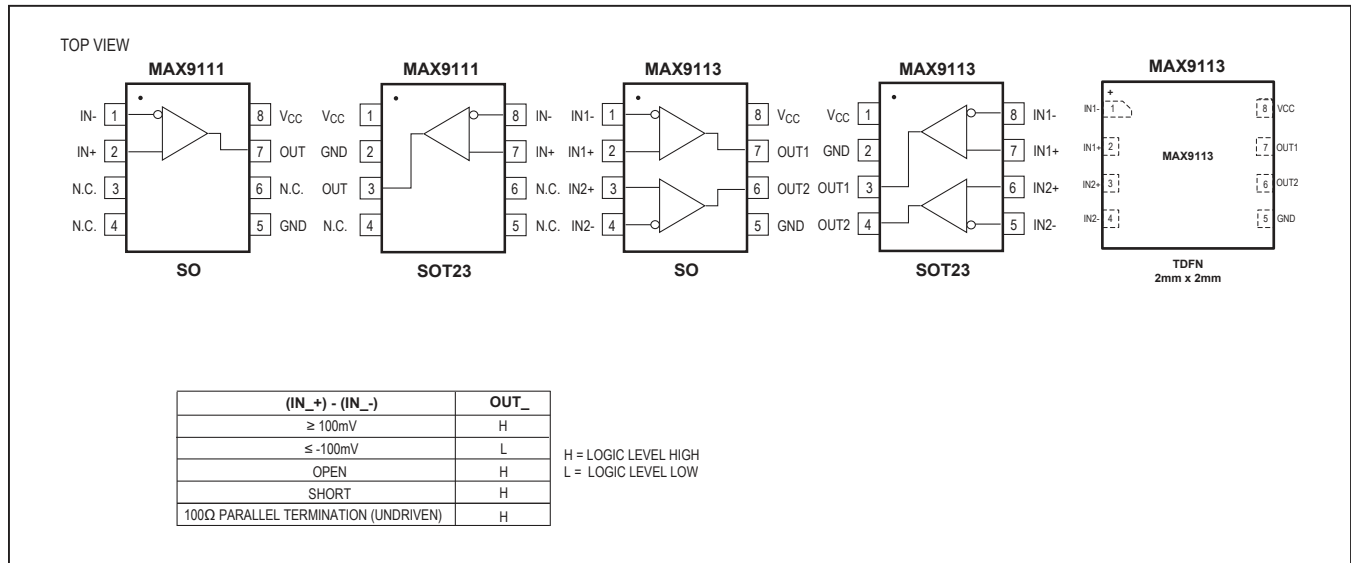 TOP VIEW
MAX9111
IN- 1 8 VCC
IN+ 2 7 OUT
N.C. 3 6 N.C.
N.C. 4 5 GND
SO
MAX9111
VCC 1 8 IN-
GND 2 7 IN+
OUT 3 6 N.C.
N.C. 4 5 N.C.
SOT23
MAX9113
IN1- 1 8 VCC
IN1+ 2 7 OUT1
IN2+ 3 6 OUT2
IN2- 4 5 GND
SO
MAX9113
VCC 1 8 IN1-
GND 2 7 IN1+
OUT1 3 6 IN2+
OUT2 4 5 IN2-
SOT23
MAX9113
+
IN1- 1 8 VCC
IN1+ 2 7 OUT1
MAX9113
IN2+ 3 6 OUT2
IN2- 4 5 GND
TDFN
2mm x 2mm
(IN_+) - (IN_-) OUT_
≥ 100mV H
≤ -100mV L
OPEN H
SHORT H
100Ω PARALLEL TERMINATION (UNDRIVEN) H
H = LOGIC LEVEL HIGH
L = LOGIC LEVEL LOW